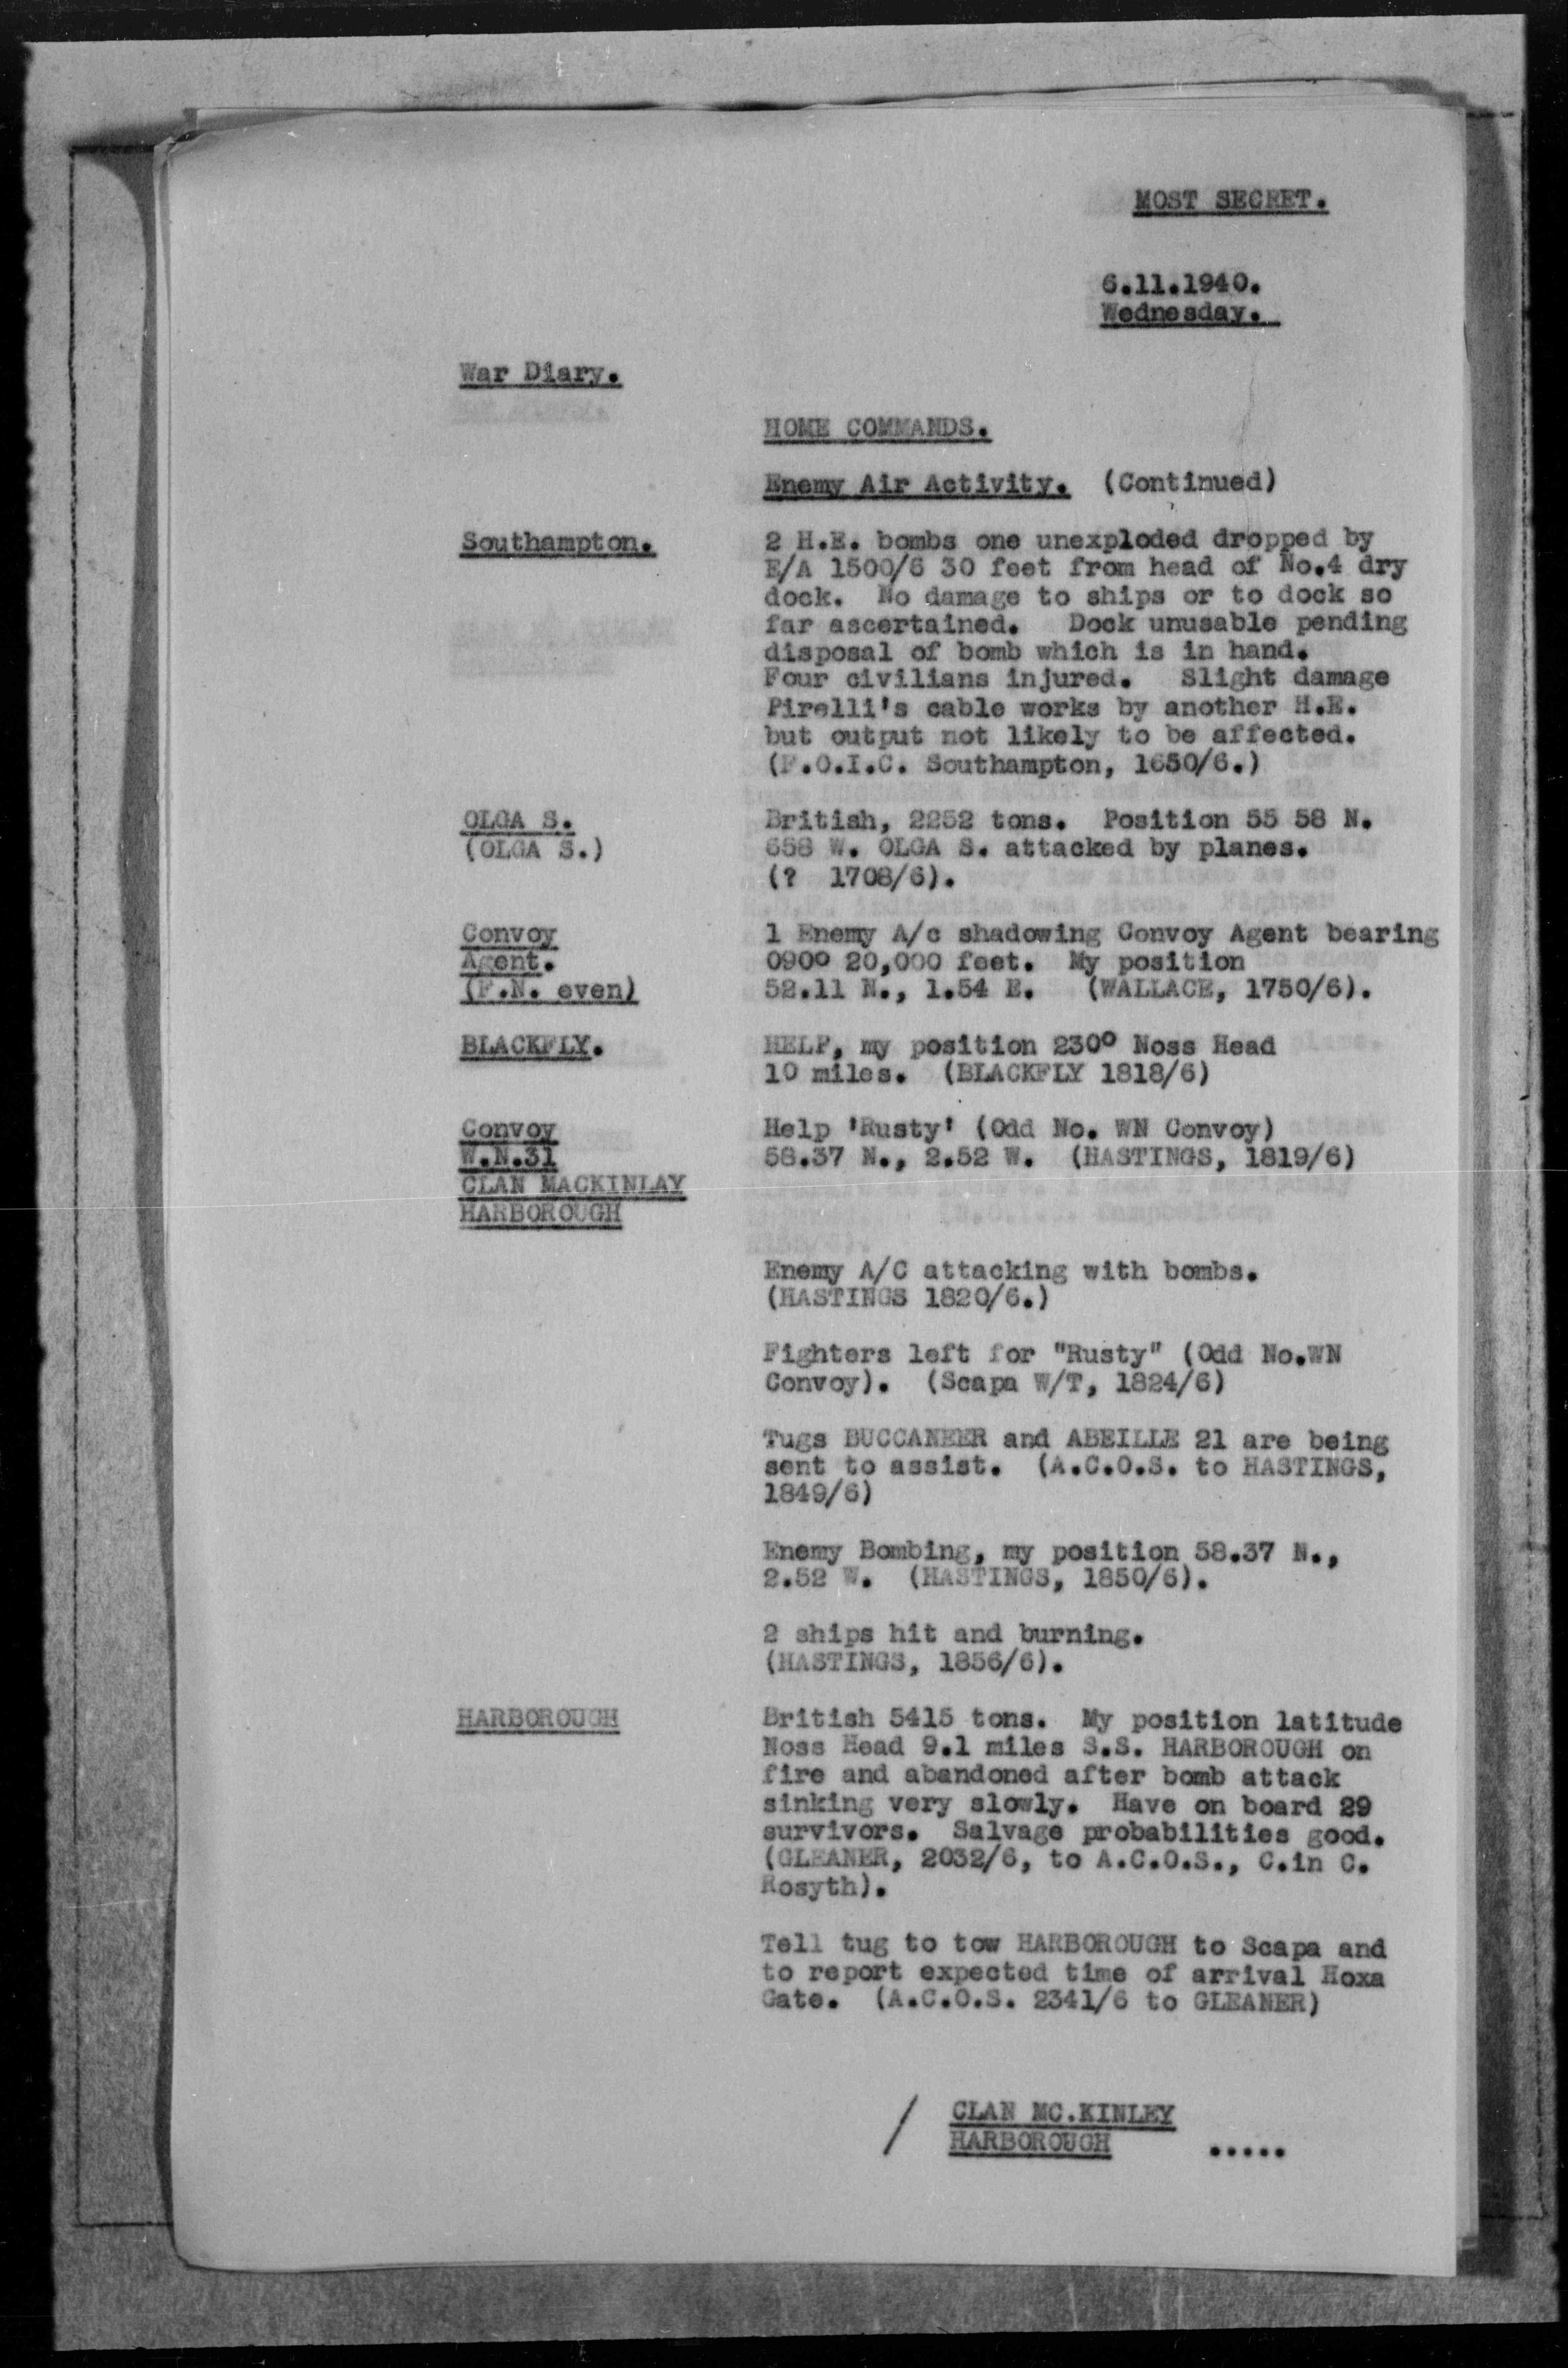 MOST SECRET.
6.11.1940.
Wednesday.
War Diary.
HOME COMMANDS.
Enemy Air Activity. (Continued)
Southampton.
2 H.E. bombs one unexploded dropped by
E/A 1500/6 30 feet from head of No.4 dry
dock. No damage to ships or to dock so
far ascertained. Dock unusable pending
disposal of bomb which is in hand.
Four civilians injured. Slight damage
Pirelli's cable works by another H.E.
but output not likely to be affected.
(F.O.I.C. Southampton, 1650/6.)
OLGA S.
(OLGA S.)
British, 2252 tons. Position 55 58 N.
658 W. OLGA S. attacked by planes.
(? 1708/6).
Convoy
Agent.
(F.N. even)
1 Enemy A/c shadowing Convoy Agent bearing
090º 20,000 feet. My position
52.11 N., 1.54 E. (WALLACE, 1750/6).
BLACKFLY.
HELP, my position 230º Noss Head
10 miles. (BLACKFLY 1818/6)
Convoy
W.N.31
CLAN MACKINLAY
HARBOROUGH
Help 'Rusty' (Odd No. WN Convoy)
58.37 N., 2.52 W. (HASTINGS, 1819/6)
Enemy A/C attacking with bombs.
(HASTINGS 1820/6.)
Fighters left for "Rusty" (Odd No.WN
Convoy). (Scapa W/T, 1824/6)
Tugs BUCCANEER and ABEILLE 21 are being
sent to assist. (A.C.O.S. to HASTINGS,
1849/6)
Enemy Bombing, my position 58.37 N.,
2.52 W. (HASTINGS, 1850/6).
2 ships hit and burning.
(HASTINGS, 1856/6).
HARBOROUGH
British 5415 tons. My position latitude
Noss Head 9.1 miles S.S. HARBOROUGH on
fire and abandoned after bomb attack
sinking very slowly. Have on board 29
survivors. Salvage probabilities good.
(GLEANER, 2032/6, to A.C.O.S., C.in C.
Rosyth).
Tell tug to tow HARBOROUGH to Scapa and
to report expected time of arrival Hoxa
Gate. (A.C.O.S. 2341/6 to GLEANER)
/ CLAN MC.KINLEY
HARBOROUGH .....